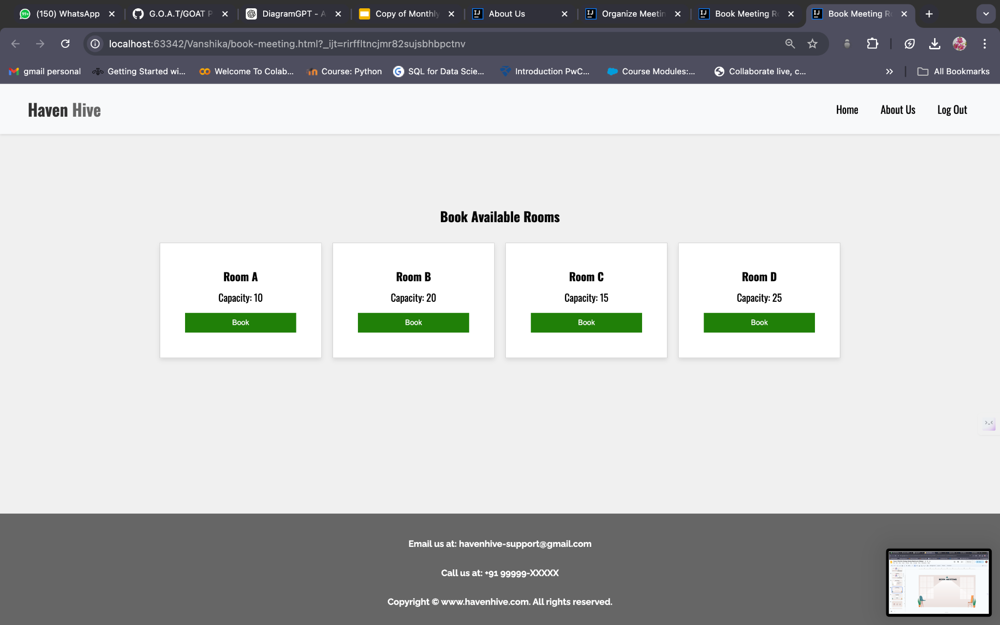 (150) WhatsApp
G.O.A.T/GOAT P
DiagramGPT - A
Copy of Monthly
About Us
Organize Meetin
Book Meeting Ro
Book Meeting Ro
localhost:63342/Vanshika/book-meeting.html?_ijt=rirffltncjmr82sujsbhbpctnv
gmail personal
Getting Started wi...
Welcome To Colab...
Course: Python
SQL for Data Scie...
Introduction PwC...
Course Modules:...
Collaborate live, c...
All Bookmarks
Haven Hive
Home
About Us
Log Out
Book Available Rooms
Room A
Capacity: 10
Book
Room B
Capacity: 20
Book
Room C
Capacity: 15
Book
Room D
Capacity: 25
Book
Email us at: havenhive-support@gmail.com
Call us at: +91 99999-XXXXX
Copyright © www.havenhive.com. All rights reserved.
BOOK MEETING